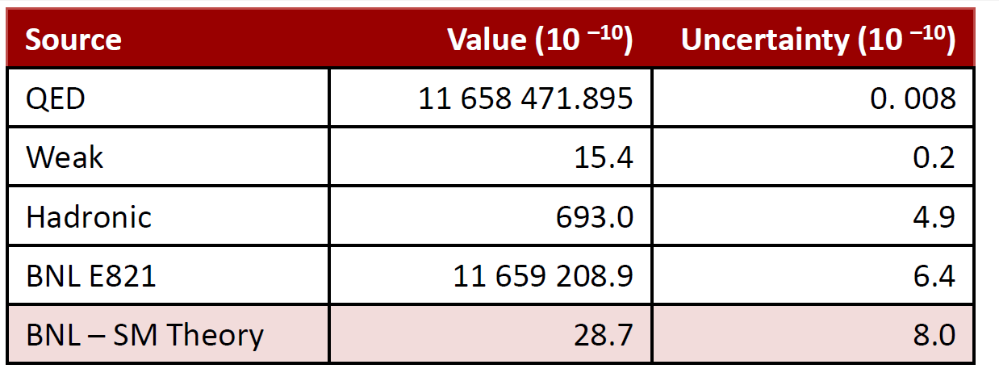 Source Value (10 –10) Uncertainty (10 –10)
QED 11 658 471.895 0. 008
Weak 15.4 0.2
Hadronic 693.0 4.9
BNL E821 11 659 208.9 6.4
BNL – SM Theory 28.7 8.0